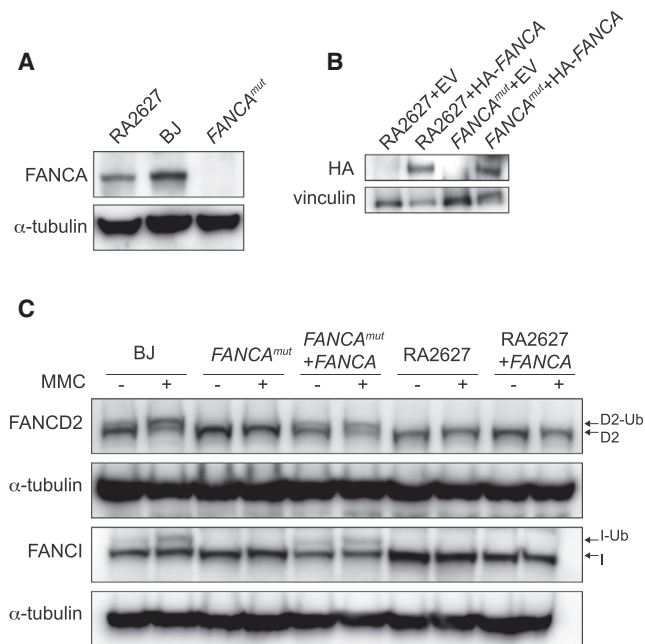 A
RA2627
BJ
FANCAmut
FANCA
α-tubulin
B
RA2627+EV
RA2627+HA-FANCA
FANCAmut+EV
FANCAmut+HA-FANCA
HA
vinculin
C
BJ FANCAmut FANCAmut +FANCA RA2627 RA2627 +FANCA
MMC - + - + - + - + - +
FANCD2
D2-Ub
D2
α-tubulin
FANCI
I-Ub
I
α-tubulin